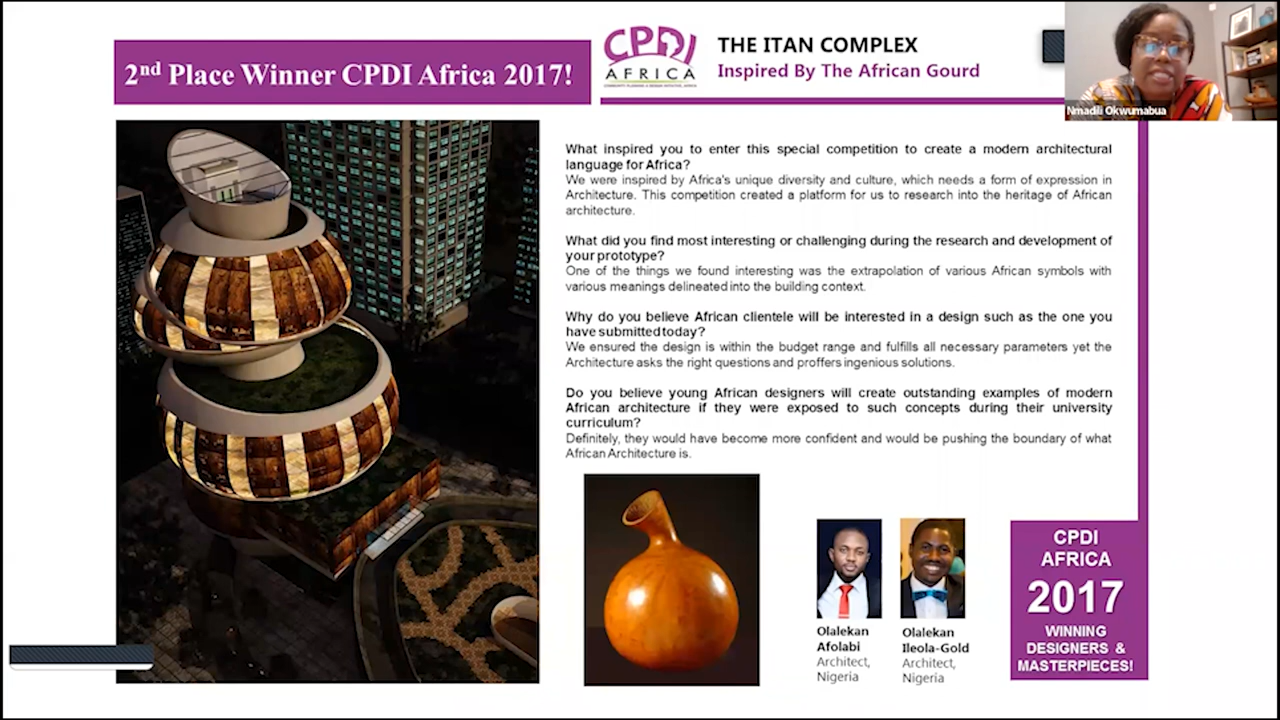 2nd Place Winner CPDI Africa 2017!
CPDI
AFRICA
COMMUNITY PLANNING & DESIGN INITIATIVE, AFRICA
THE ITAN COMPLEX
Inspired By The African Gourd
Nmadili Okwumabua
What inspired you to enter this special competition to create a modern architectural
language for Africa?
We were inspired by Africa's unique diversity and culture, which needs a form of expression in
Architecture. This competition created a platform for us to research into the heritage of African
architecture.
What did you find most interesting or challenging during the research and development of
your prototype?
One of the things we found interesting was the extrapolation of various African symbols with
various meanings delineated into the building context.
Why do you believe African clientele will be interested in a design such as the one you
have submitted today?
We ensured the design is within the budget range and fulfills all necessary parameters yet the
Architecture asks the right questions and proffers ingenious solutions.
Do you believe young African designers will create outstanding examples of modern
African architecture if they were exposed to such concepts during their university
curriculum?
Definitely, they would have become more confident and would be pushing the boundary of what
African Architecture is.
Olalekan
Afolabi
Architect,
Nigeria
Olalekan
Ileola-Gold
Architect,
Nigeria
CPDI
AFRICA
2017
WINNING
DESIGNERS &
MASTERPIECES!